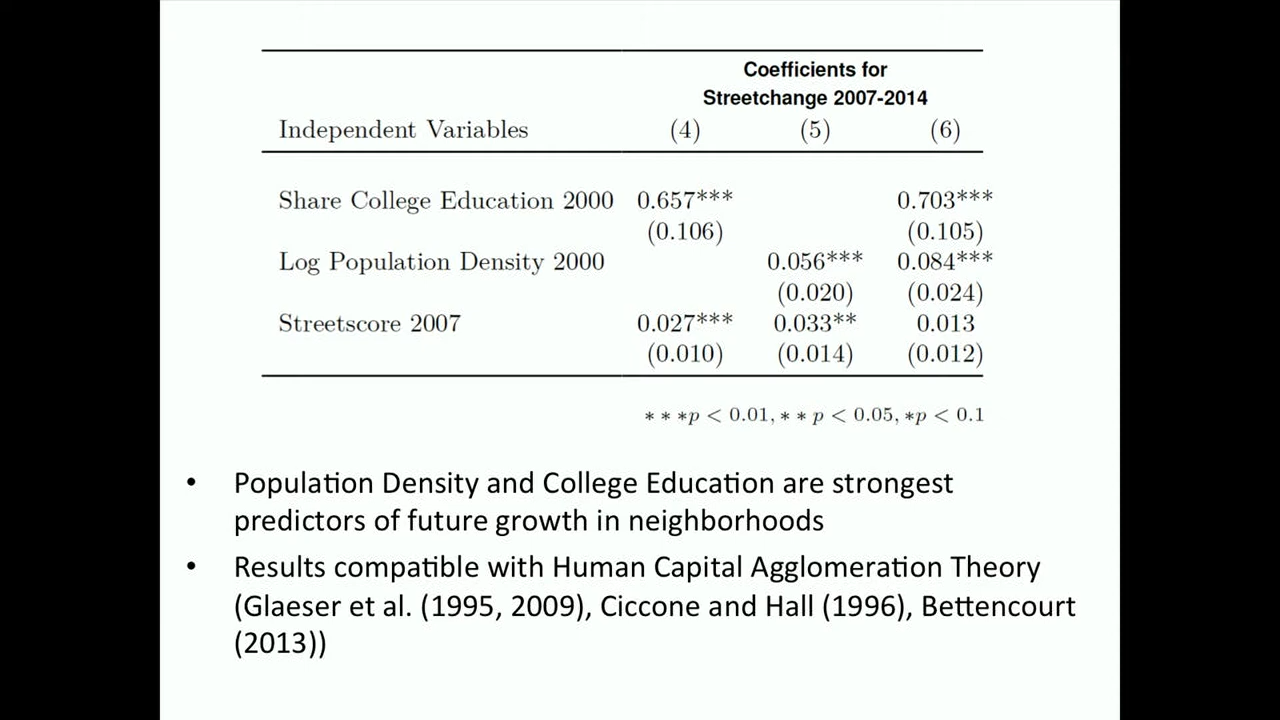 Coefficients for
Streetchange 2007-2014
Independent Variables (4) (5) (6)
Share College Education 2000 0.657*** 0.703***
(0.106) (0.105)
Log Population Density 2000 0.056*** 0.084***
(0.020) (0.024)
Streetscore 2007 0.027*** 0.033** 0.013
(0.010) (0.014) (0.012)
* * *p < 0.01, * * p < 0.05, *p < 0.1
• Population Density and College Education are strongest
predictors of future growth in neighborhoods
• Results compatible with Human Capital Agglomeration Theory
(Glaeser et al. (1995, 2009), Ciccone and Hall (1996), Bettencourt
(2013))